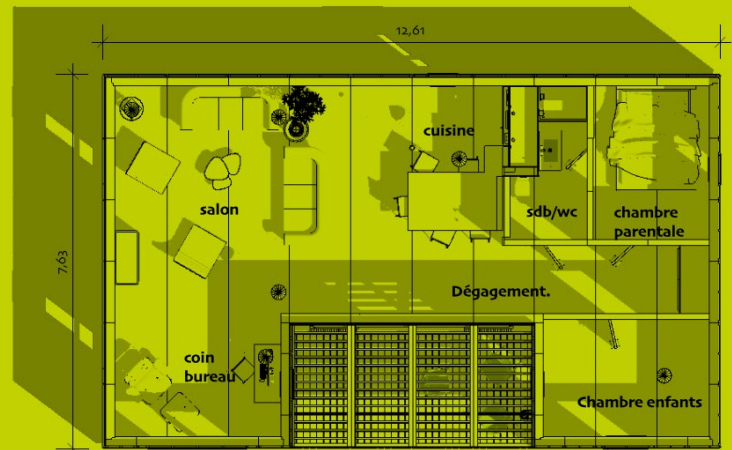 12,61
cuisine
salon
sdb/wc
chambre
parentale
7,63
Dégagement.
coin
bureau
Chambre enfants